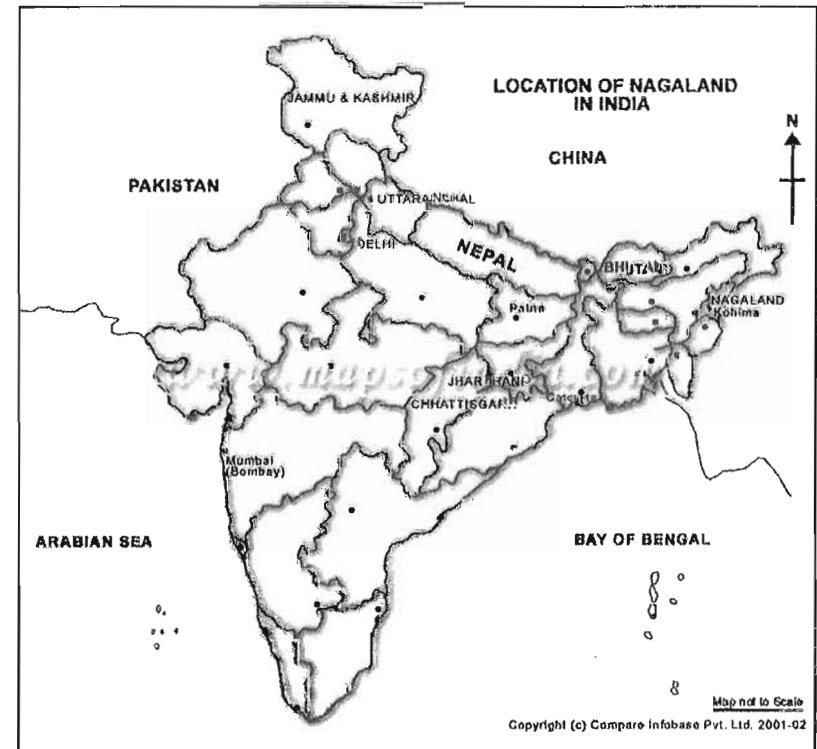 LOCATION OF NAGALAND
IN INDIA
JAMMU & KASHMIR
N
CHINA
PAKISTAN
UTTARANCHAL
DELHI
NEPAL
BHUTAN
Patna
NAGALAND
Kohima
JHARKHAND
CHHATTISGARH
Calcutta
Mumbai
(Bombay)
ARABIAN SEA
BAY OF BENGAL
Map not to Scale
Copyright (c) Compare Infobase Pvt. Ltd. 2001-02